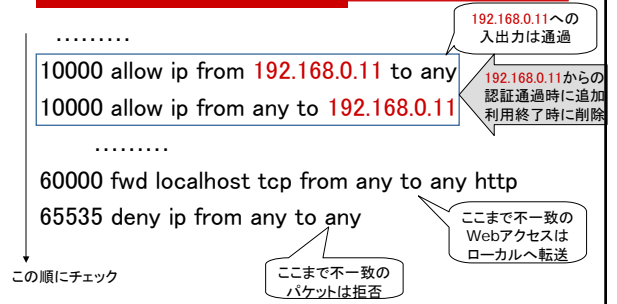 192.168.0.11への
入出力は通過
………
10000 allow ip from 192.168.0.11 to any
10000 allow ip from any to 192.168.0.11
192.168.0.11からの
認証通過時に追加
利用終了時に削除
………
60000 fwd localhost tcp from any to any http
65535 deny ip from any to any
ここまで不一致の
Webアクセスは
ローカルへ転送
この順にチェック
ここまで不一致の
パケットは拒否